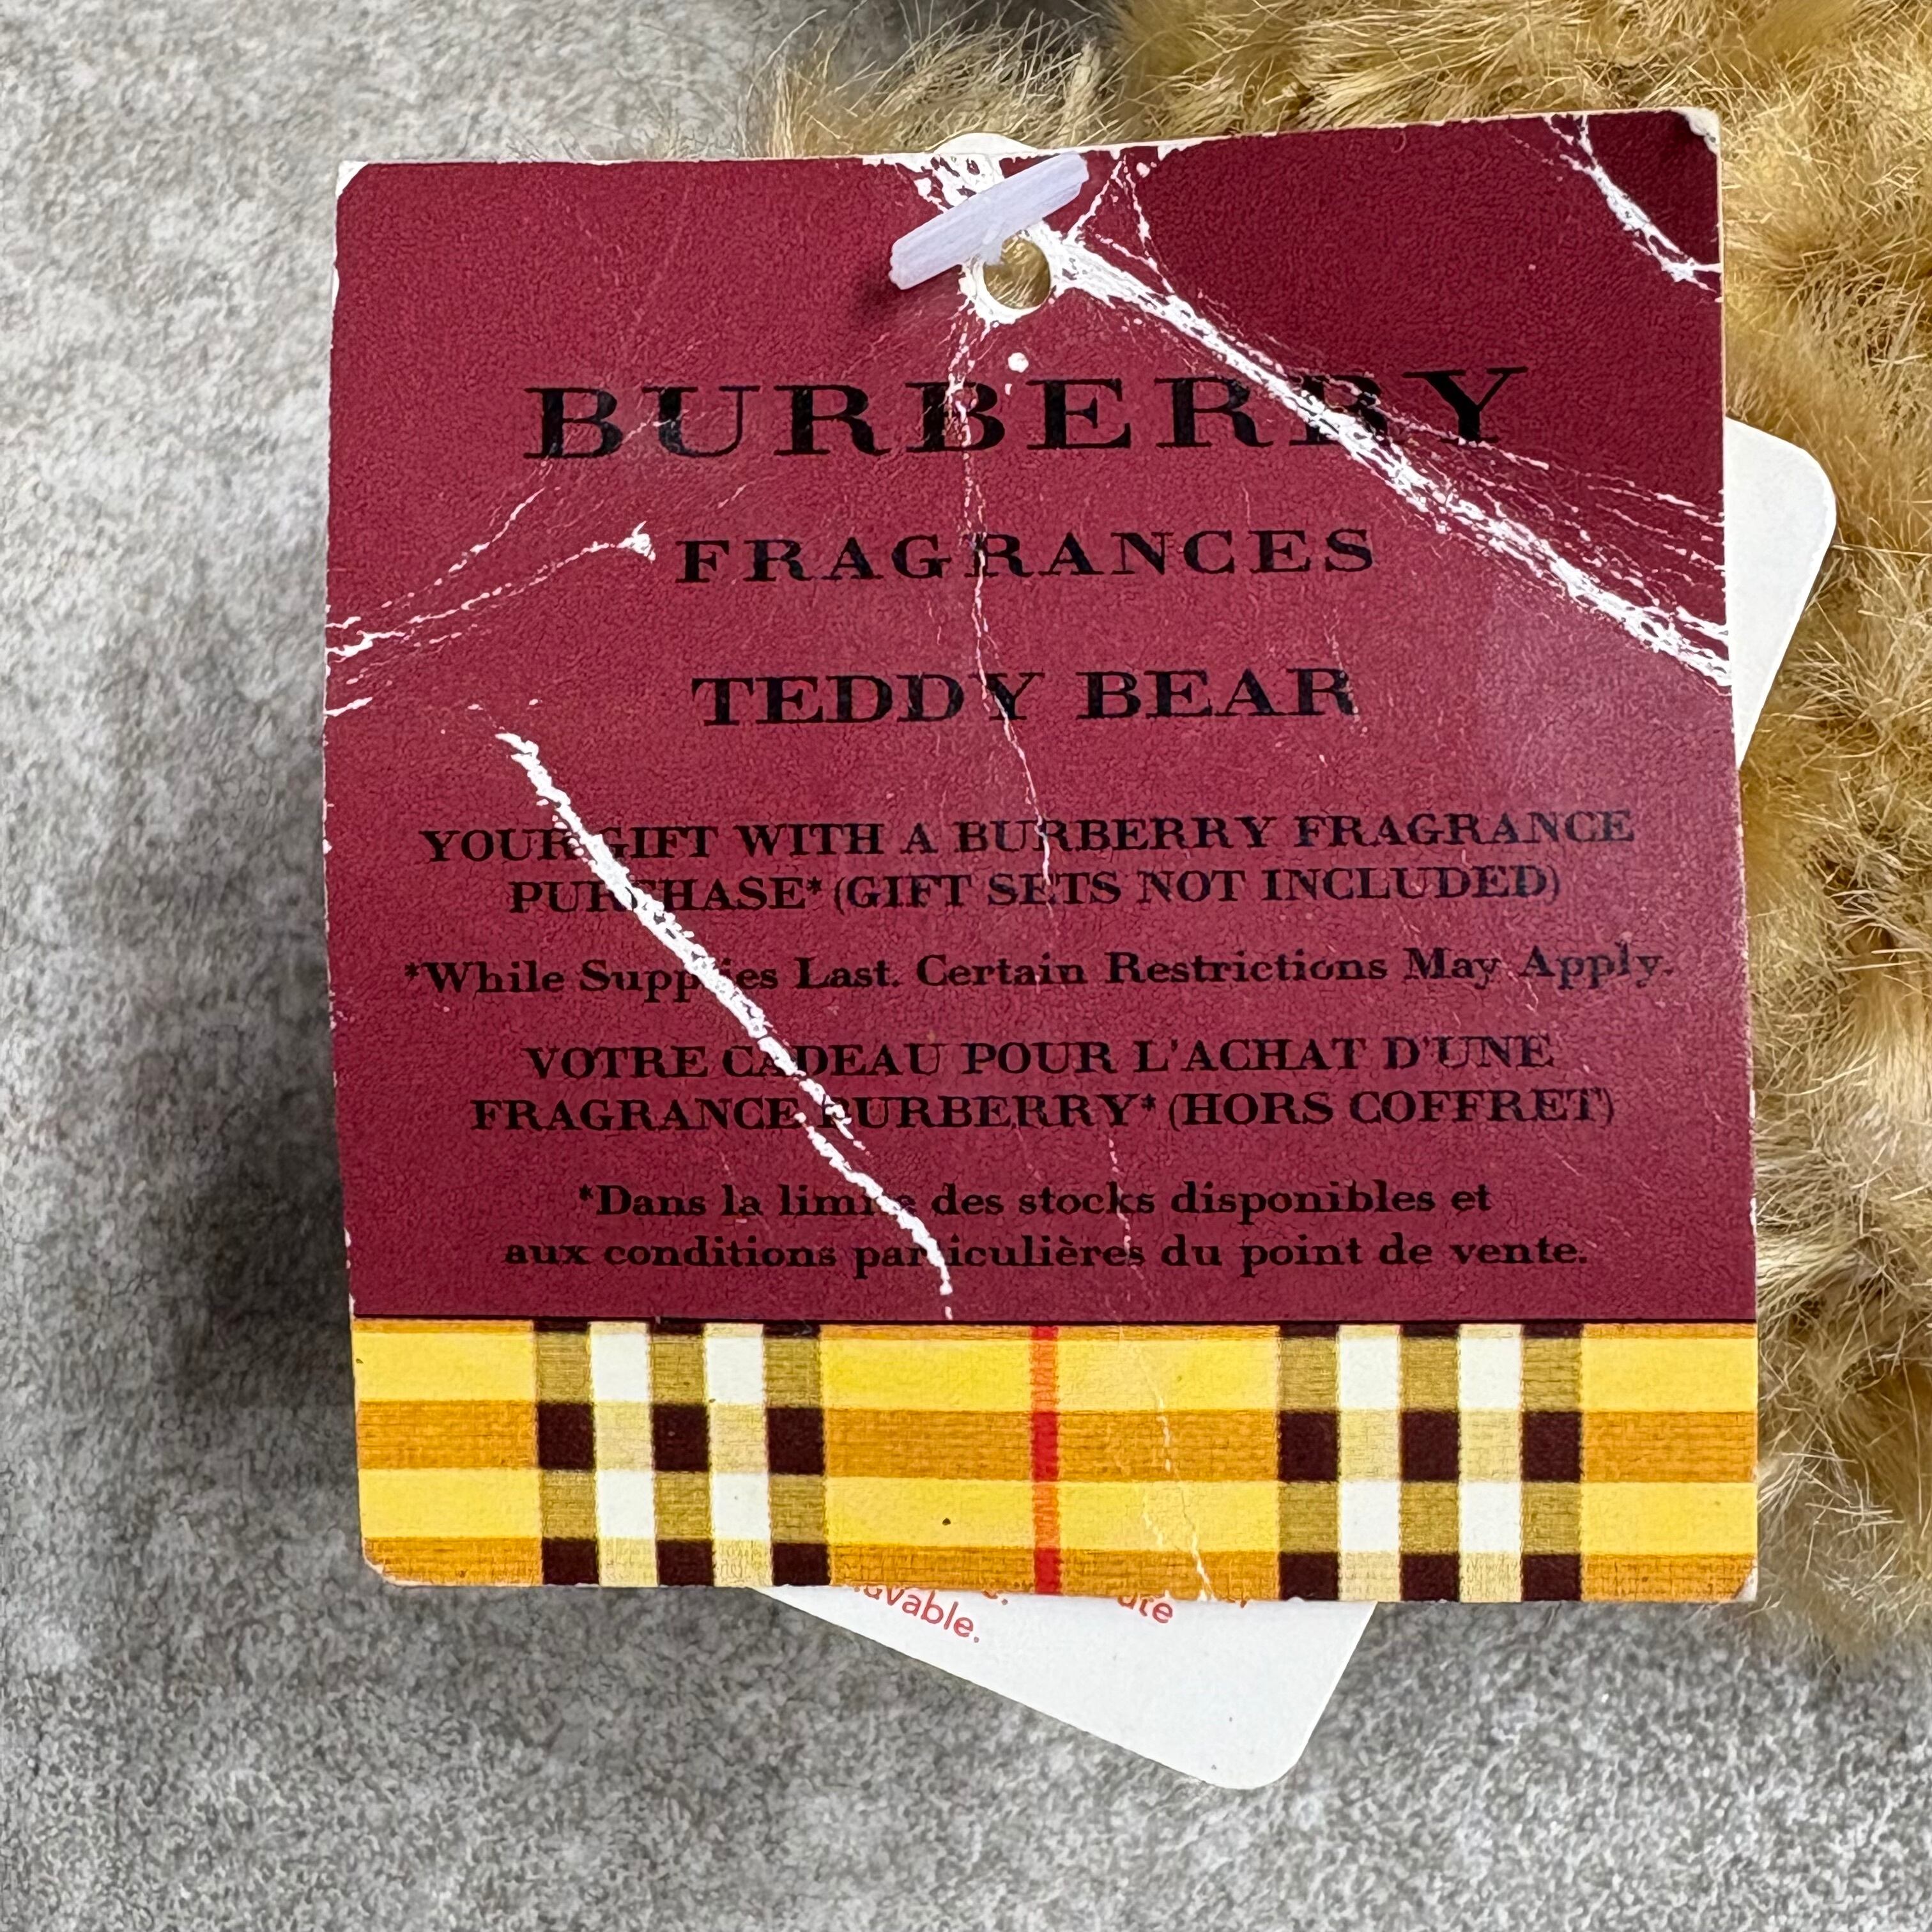 BURBERRY
FRAGRANCES
TEDDY BEAR
YOUR GIFT WITH A BURBERRY FRAGRANCE
PURCHASE* (GIFT SETS NOT INCLUDED)
*While Supplies Last. Certain Restrictions May Apply.
VOTRE CADEAU POUR L'ACHAT D'UNE
FRAGRANCE BURBERRY* (HORS COFFRET)
*Dans la limite des stocks disponibles et
aux conditions particulières du point de vente.